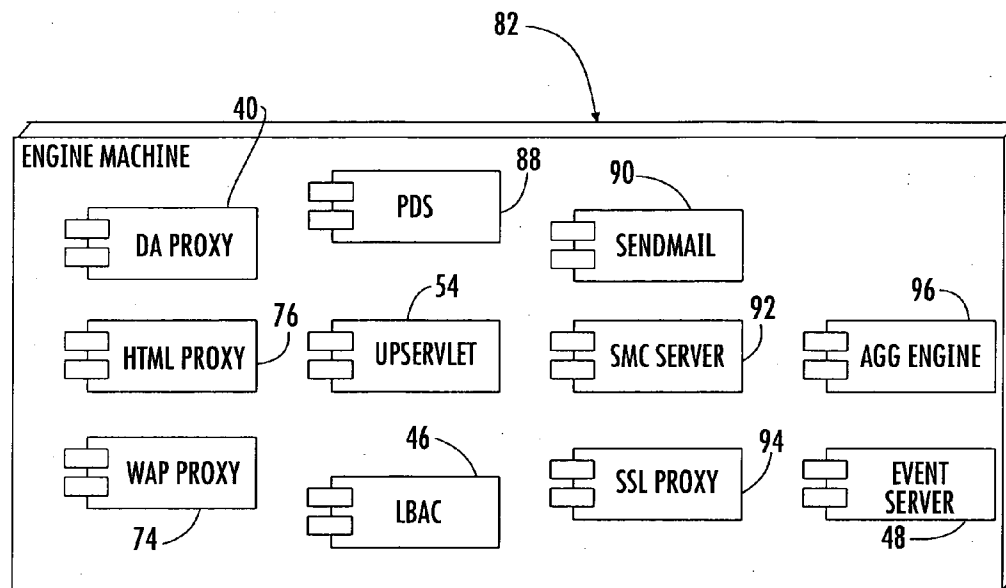 82
40
ENGINE MACHINE
88
PDS
90
DA PROXY
SENDMAIL
54
96
76
92
HTML PROXY
UPSERVLET
SMC SERVER
AGG ENGINE
46
94
WAP PROXY
SSL PROXY
EVENT
SERVER
LBAC
74
48